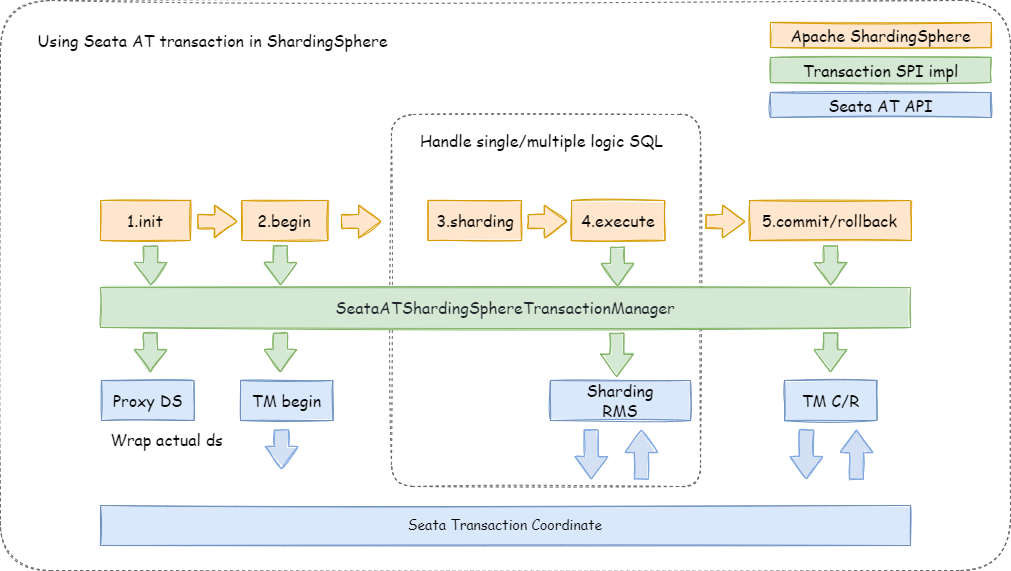 Using Seata AT transaction in ShardingSphere
Apache ShardingSphere
Transaction SPI impl
Seata AT API
Handle single/multiple logic SQL
1.init
2.begin
3.sharding
4.execute
5.commit/rollback
SeataATShardingSphereTransactionManager
Proxy DS
TM begin
Sharding
RMS
TM C/R
Wrap actual ds
Seata Transaction Coordinate